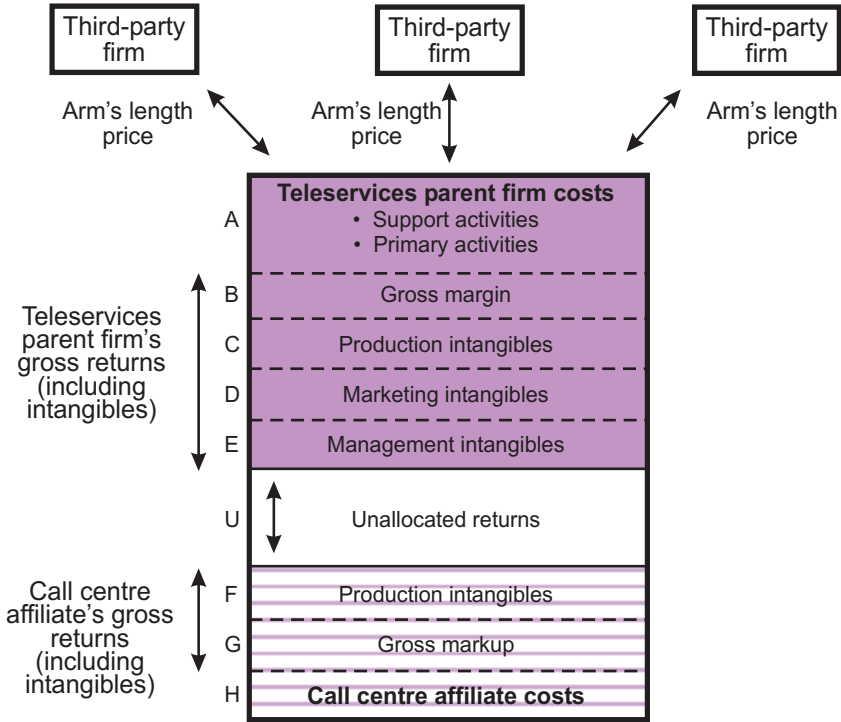 Third-party
firm
Third-party
firm
Third-party
firm
Arm's length
price
Arm's length
price
Arm's length
price
Teleservices parent firm costs
A
• Support activities
• Primary activities
B
Gross margin
Teleservices
parent firm's
gross returns
(including
intangibles)
C
Production intangibles
D
Marketing intangibles
E
Management intangibles
U
Unallocated returns
Call centre
affiliate's gross
returns
(including
intangibles)
F
Production intangibles
G
Gross markup
H
Call centre affiliate costs